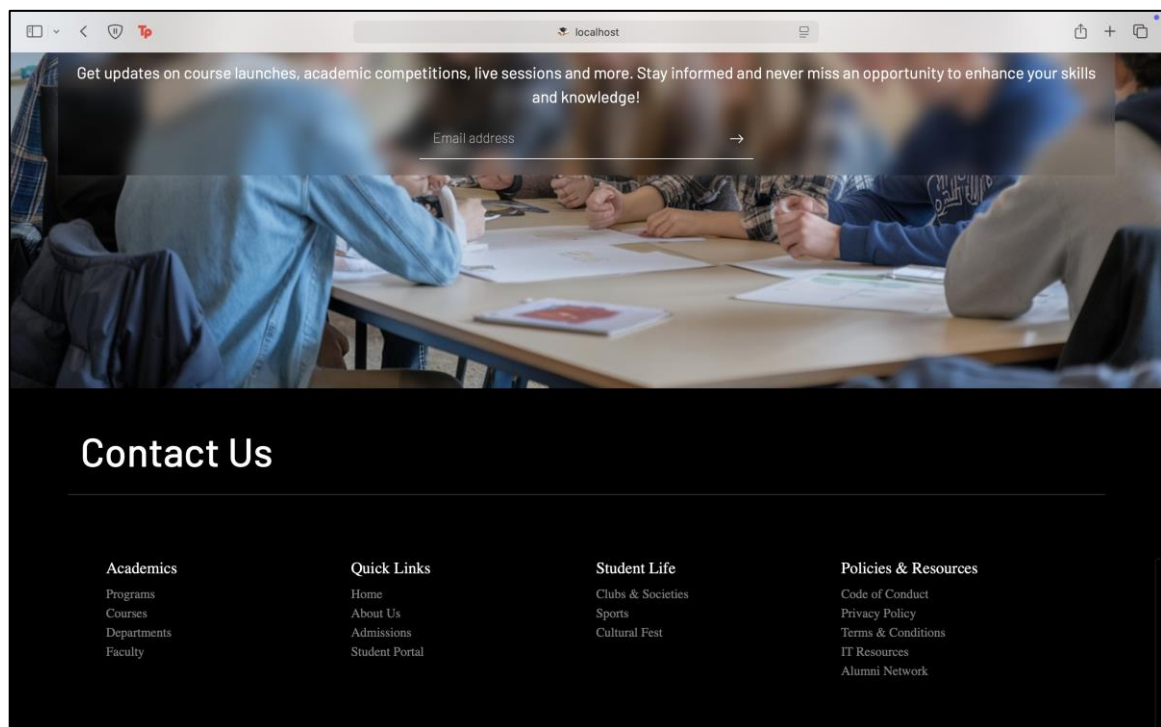 Tp
localhost
Get updates on course launches, academic competitions, live sessions and more. Stay informed and never miss an opportunity to enhance your skills
and knowledge!
Email address
Contact Us
Academics
Programs
Courses
Departments
Faculty
Quick Links
Home
About Us
Admissions
Student Portal
Student Life
Clubs & Societies
Sports
Cultural Fest
Policies & Resources
Code of Conduct
Privacy Policy
Terms & Conditions
IT Resources
Alumni Network